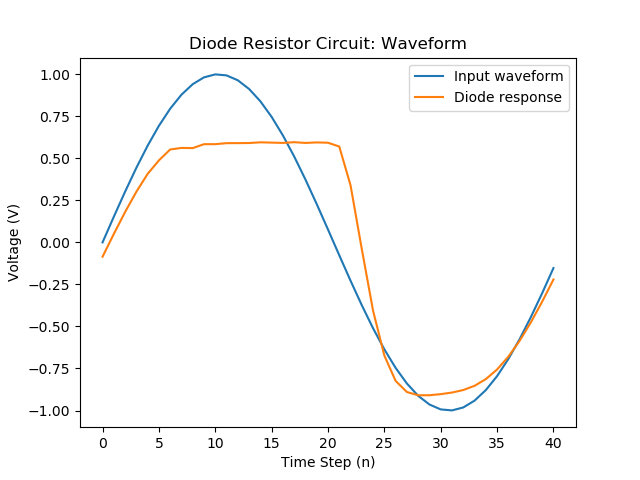 Diode Resistor Circuit: Waveform
Input waveform
Diode response
1.00
0.75
0.50
0.25
0.00
−0.25
−0.50
−0.75
−1.00
Voltage (V)
0 5 10 15 20 25 30 35 40
Time Step (n)